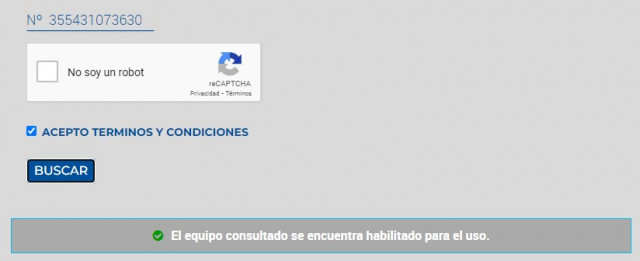 Nº 355431073630
No soy un robot
reCAPTCHA
Privacidad - Términos
ACEPTO TERMINOS Y CONDICIONES
BUSCAR
El equipo consultado se encuentra habilitado para el uso.